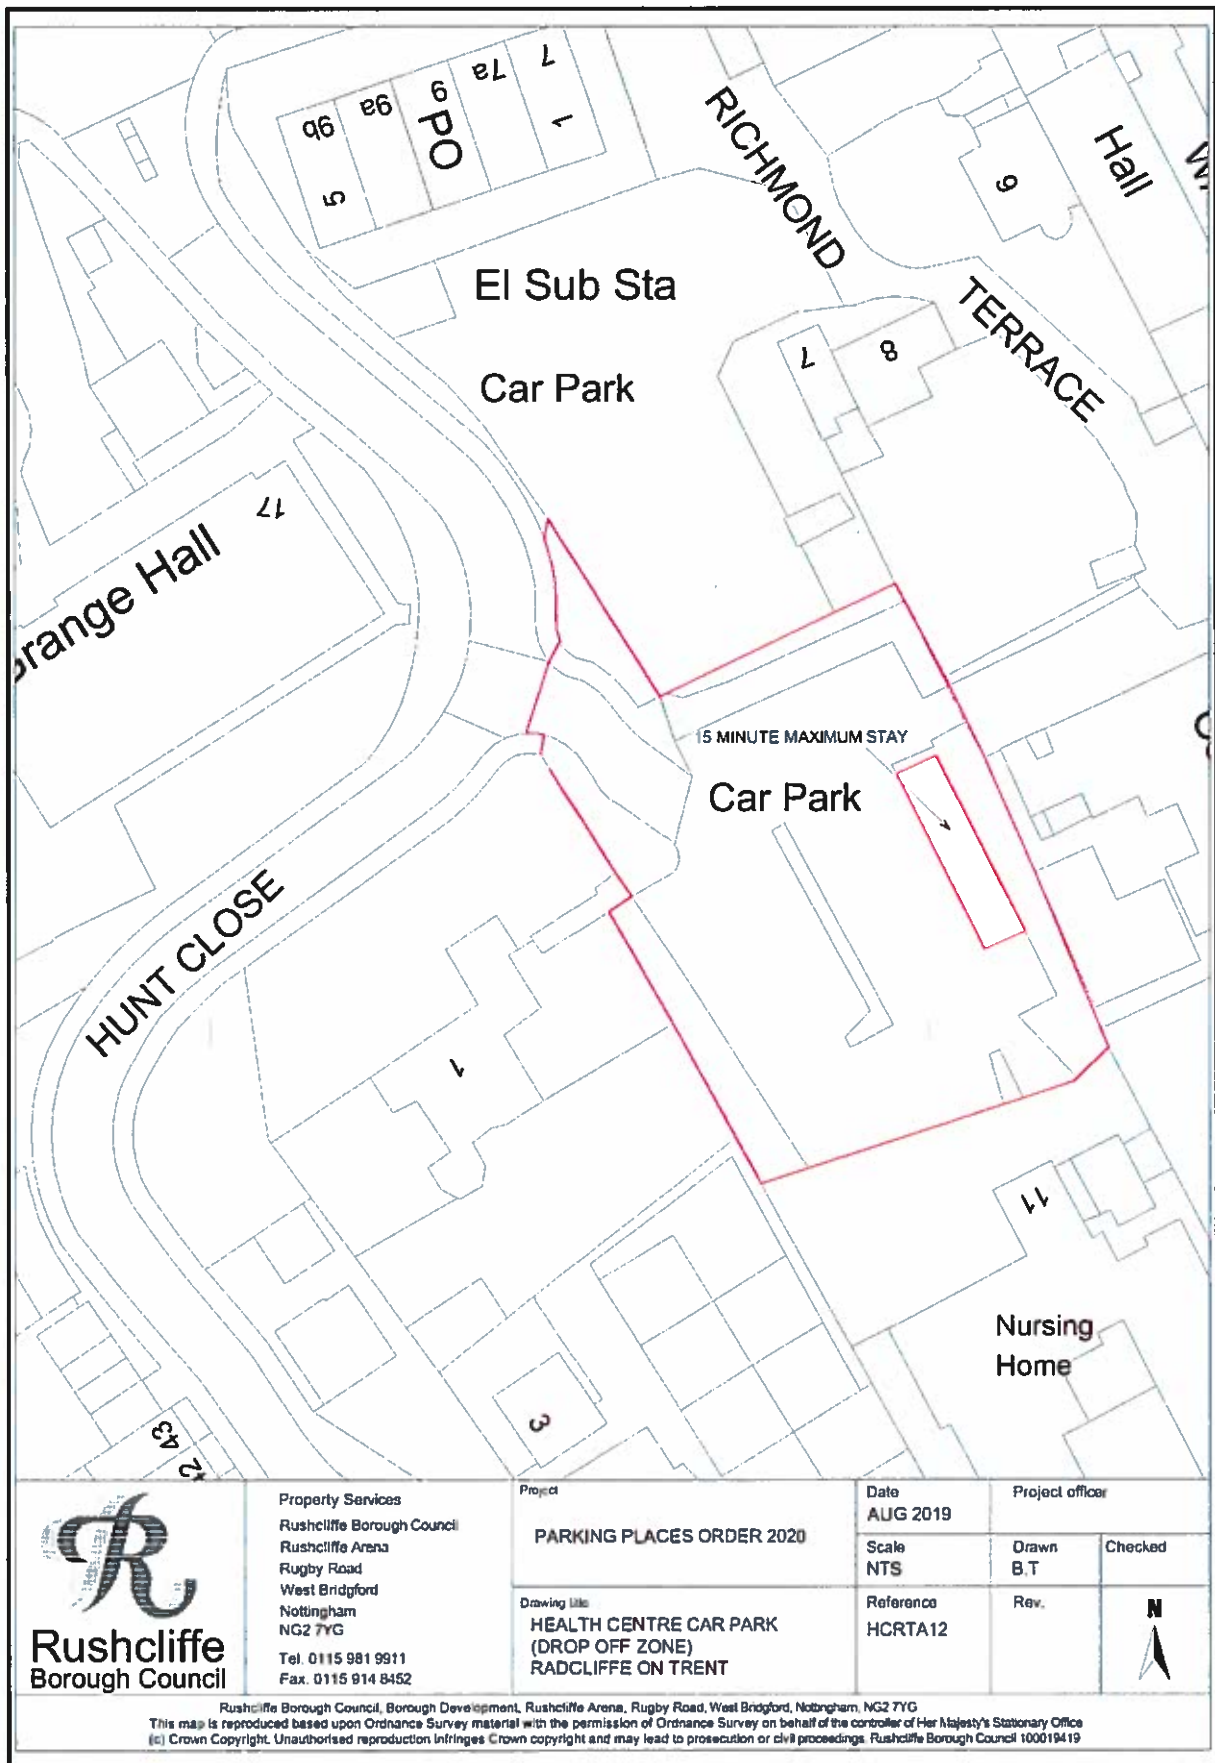 7
7a
9
9a
9b
PO
1
5
RICHMOND
TERRACE
Hall
9
El Sub Sta
Car Park
7
8
17
range Hall
15 MINUTE MAXIMUM STAY
Car Park
HUNT CLOSE
1
11
Nursing
Home
3
43
Rushcliffe
Borough Council
Property Services
Rushcliffe Borough Council
Rushcliffe Arena
Rugby Road
West Bridgford
Nottingham
NG2 7YG
Tel. 0115 981 9911
Fax. 0115 914 8452
Project
PARKING PLACES ORDER 2020
Drawing title
HEALTH CENTRE CAR PARK
(DROP OFF ZONE)
RADCLIFFE ON TRENT
Date
AUG 2019
Project officer
Scale
NTS
Drawn
B.T
Checked
Reference
HCRTA12
Rev.
N
Rushcliffe Borough Council, Borough Development, Rushcliffe Arena, Rugby Road, West Bridgford, Nottingham, NG2 7YG
This map is reproduced based upon Ordnance Survey material with the permission of Ordnance Survey on behalf of the controller of Her Majesty's Stationary Office
(c) Crown Copyright. Unauthorised reproduction infringes Crown copyright and may lead to prosecution or civil proceedings. Rushcliffe Borough Council 100019419